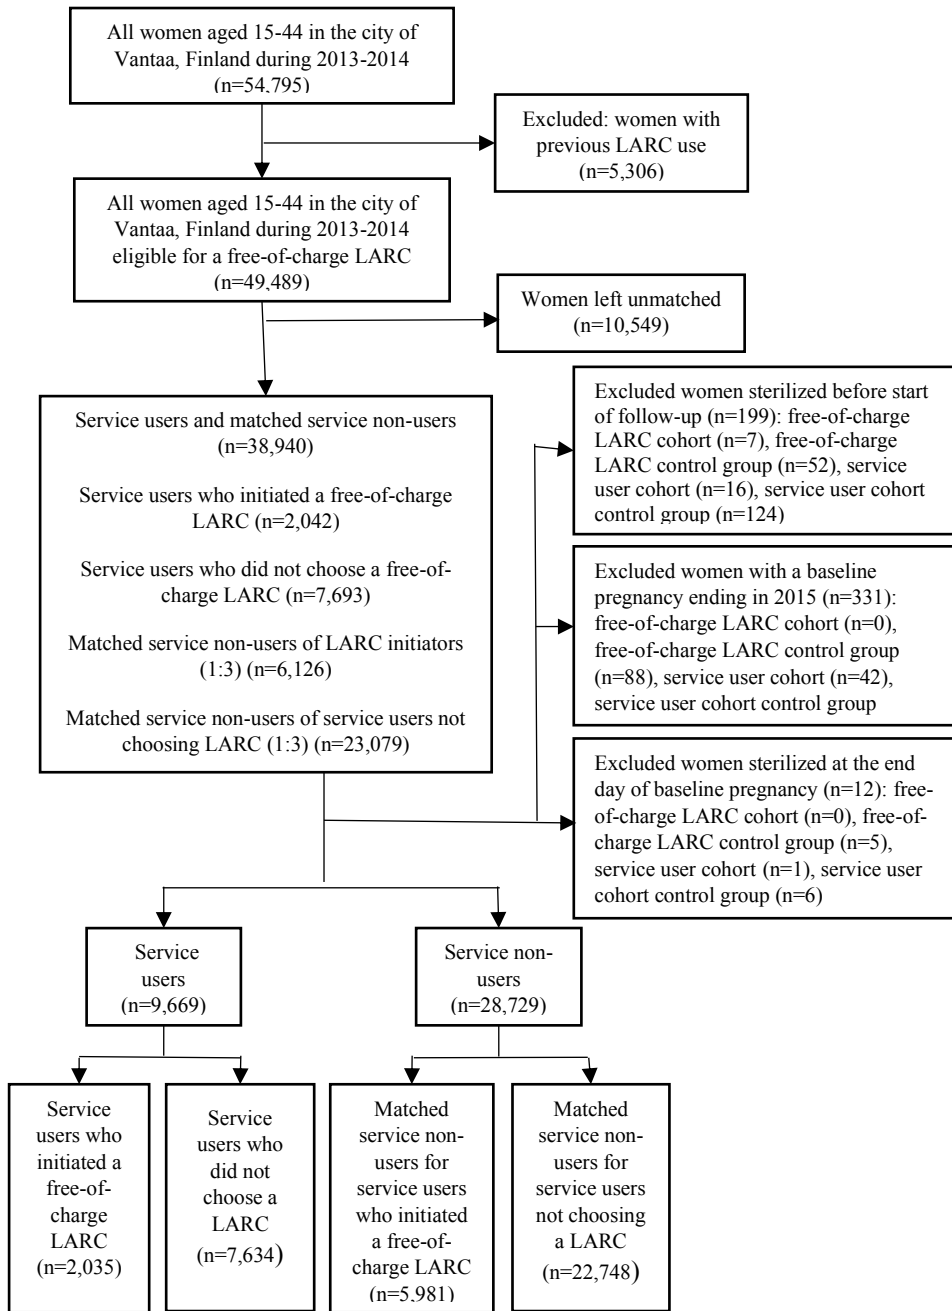 All women aged 15-44 in the city of
Vantaa, Finland during 2013-2014
(n=54,795)
Excluded: women with
previous LARC use
(n=5,306)
All women aged 15-44 in the city of
Vantaa, Finland during 2013-2014
eligible for a free-of-charge LARC
(n=49,489)
Women left unmatched
(n=10,549)
Service users and matched service non-users
(n=38,940)
Service users who initiated a free-of-charge
LARC (n=2,042)
Service users who did not choose a free-of-
charge LARC (n=7,693)
Matched service non-users of LARC initiators
(1:3) (n=6,126)
Matched service non-users of service users not
choosing LARC (1:3) (n=23,079)
Excluded women sterilized before start
of follow-up (n=199): free-of-charge
LARC cohort (n=7), free-of-charge
LARC control group (n=52), service
user cohort (n=16), service user cohort
control group (n=124)
Excluded women with a baseline
pregnancy ending in 2015 (n=331):
free-of-charge LARC cohort (n=0),
free-of-charge LARC control group
(n=88), service user cohort (n=42),
service user cohort control group
Excluded women sterilized at the end
day of baseline pregnancy (n=12): free-
of-charge LARC cohort (n=0), free-of-
charge LARC control group (n=5),
service user cohort (n=1), service user
cohort control group (n=6)
Service
users
(n=9,669)
Service non-
users
(n=28,729)
Service
users who
initiated a
free-of-
charge
LARC
(n=2,035)
Service
users who
did not
choose a
LARC
(n=7,634)
Matched
service non-
users for
service users
who initiated
a free-of-
charge LARC
(n=5,981)
Matched
service non-
users for
service users
not choosing
a LARC
(n=22,748)